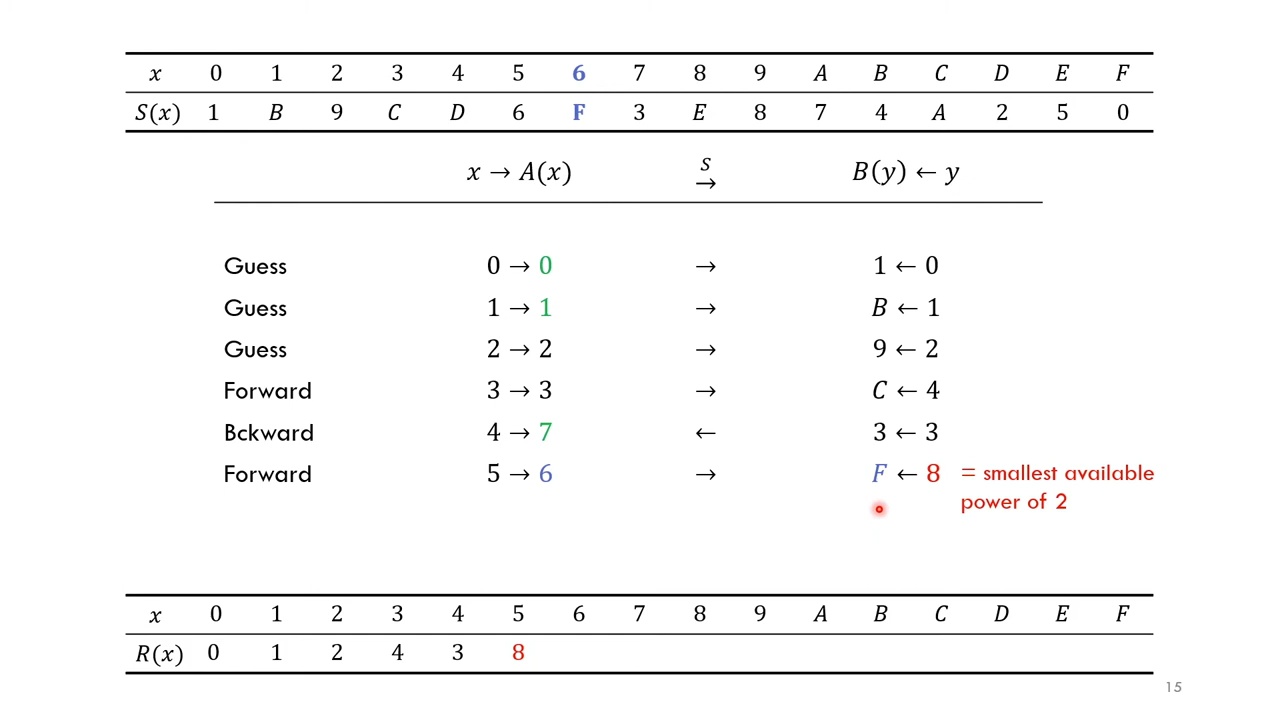 x 0 1 2 3 4 5 6 7 8 9 A B C D E F
S(x) 1 B 9 C D 6 F 3 E 8 7 4 A 2 5 0
x → A(x) S→ B(y) ← y
Guess 0 → 0 → 1 ← 0
Guess 1 → 1 → B ← 1
Guess 2 → 2 → 9 ← 2
Forward 3 → 3 → C ← 4
Bckward 4 → 7 ← 3 ← 3
Forward 5 → 6 → F ← 8 = smallest available
power of 2
x 0 1 2 3 4 5 6 7 8 9 A B C D E F
R(x) 0 1 2 4 3 8
15